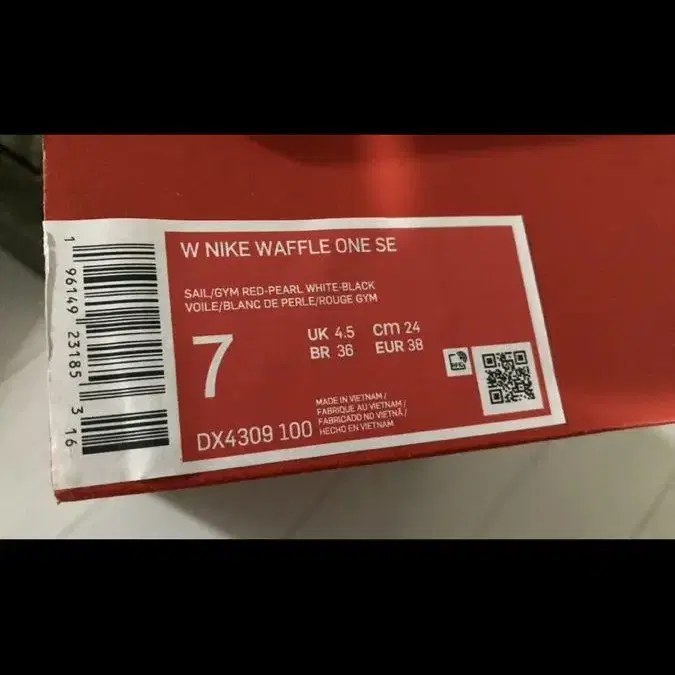 W NIKE WAFFLE ONE SE
SAIL/GYM RED-PEARL WHITE-BLACK
VOILE/BLANC DE PERLE/ROUGE GYM
7
UK 4.5 cm 24
BR 36 EUR 38
MADE IN VIETNAM /
FABRIQUE AU VIETNAM /
FABRICADO NO VIETNÃ /
HECHO EN VIETNAM
DX4309 100
1 96149 23185 3 16